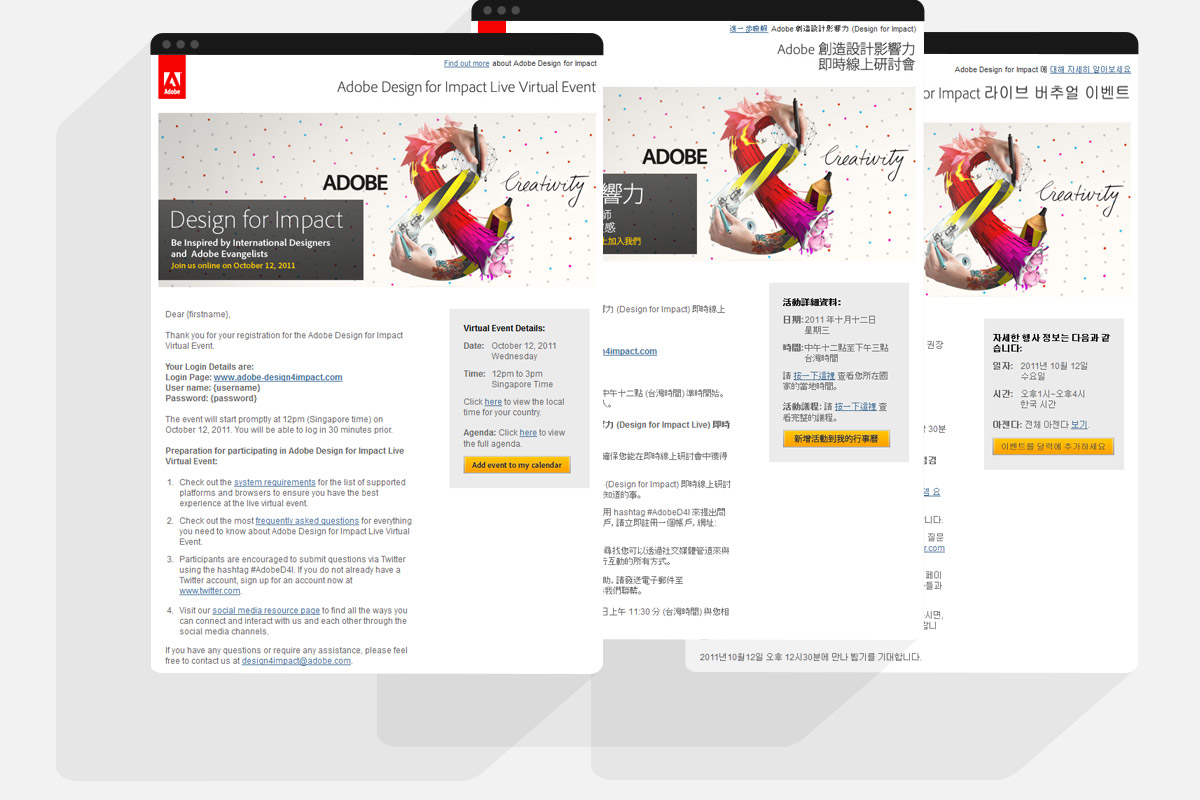 Find out more about Adobe Design for Impact
Adobe
Adobe Design for Impact Live Virtual Event
ADOBE
Creativity
Design for Impact
Be Inspired by International Designers
and Adobe Evangelists
Join us online on October 12, 2011
Dear {firstname},
Thank you for your registration for the Adobe Design for Impact
Virtual Event.
Your Login Details are:
Login Page: www.adobe-design4impact.com
User name: {username}
Password: {password}
The event will start promptly at 12pm (Singapore time) on
October 12, 2011. You will be able to log in 30 minutes prior.
Preparation for participating in Adobe Design for Impact Live
Virtual Event:
1. Check out the system requirements for the list of supported
platforms and browsers to ensure you have the best
experience at the live virtual event.
2. Check out the most frequently asked questions for everything
you need to know about Adobe Design for Impact Live Virtual
Event.
3. Participants are encouraged to submit questions via Twitter
using the hashtag #AdobeD4I. If you do not already have a
Twitter account, sign up for an account now at
www.twitter.com.
4. Visit our social media resource page to find all the ways you
can connect and interact with us and each other through the
social media channels.
If you have any questions or require any assistance, please feel
free to contact us at design4impact@adobe.com.
Virtual Event Details:
Date: October 12, 2011
Wednesday
Time: 12pm to 3pm
Singapore Time
Click here to view the local
time for your country.
Agenda: Click here to view
the full agenda.
Add event to my calendar
進一步瞭解 Adobe 創造設計影響力 (Design for Impact)
Adobe 創造設計影響力
即時線上研討會
ADOBE
Creativity
響力
師
感
上加入我們
力 (Design for Impact) 即時線上
n4impact.com
中午十二點 (台灣時間) 準時開始。
人。
力 (Design for Impact Live) 即時
確保您能在即時線上研討會中獲得
(Design for Impact) 即時線上研討
知道的事。
用 hashtag #AdobeD4I 來提出問
戶, 請立即註冊一個帳戶, 網址:
尋找您可以透過社交媒體管道來與
行互動的所有方式。
助, 請發送電子郵件至
我們聯繫。
日上午 11:30 分 (台灣時間) 與您相
活動詳細資料:
日期: 2011 年十月十二日
星期三
時間: 中午十二點至下午三點
台灣時間
請 按一下這裡 查看您所在國
家的當地時間。
活動議程: 請 按一下這裡 查
看完整的議程。
新增活動到我的行事曆
Adobe Design for Impact 에 대해 자세히 알아보세요
or Impact 라이브 버추얼 이벤트
Creativity
권장
30분
점검
템 요
니다.
질문
r.com
페이
들과
시면,
랍니
자세한 행사 정보는 다음과 같
습니다:
일자: 2011년 10월 12일
수요일
시간: 오후1시~오후4시
한국 시간
아젠다: 전체 아젠다 보기.
이벤트를 달력에 추가하세요
2011년10월12일 오후 12시30분에 만나 뵙기를 기대합니다.